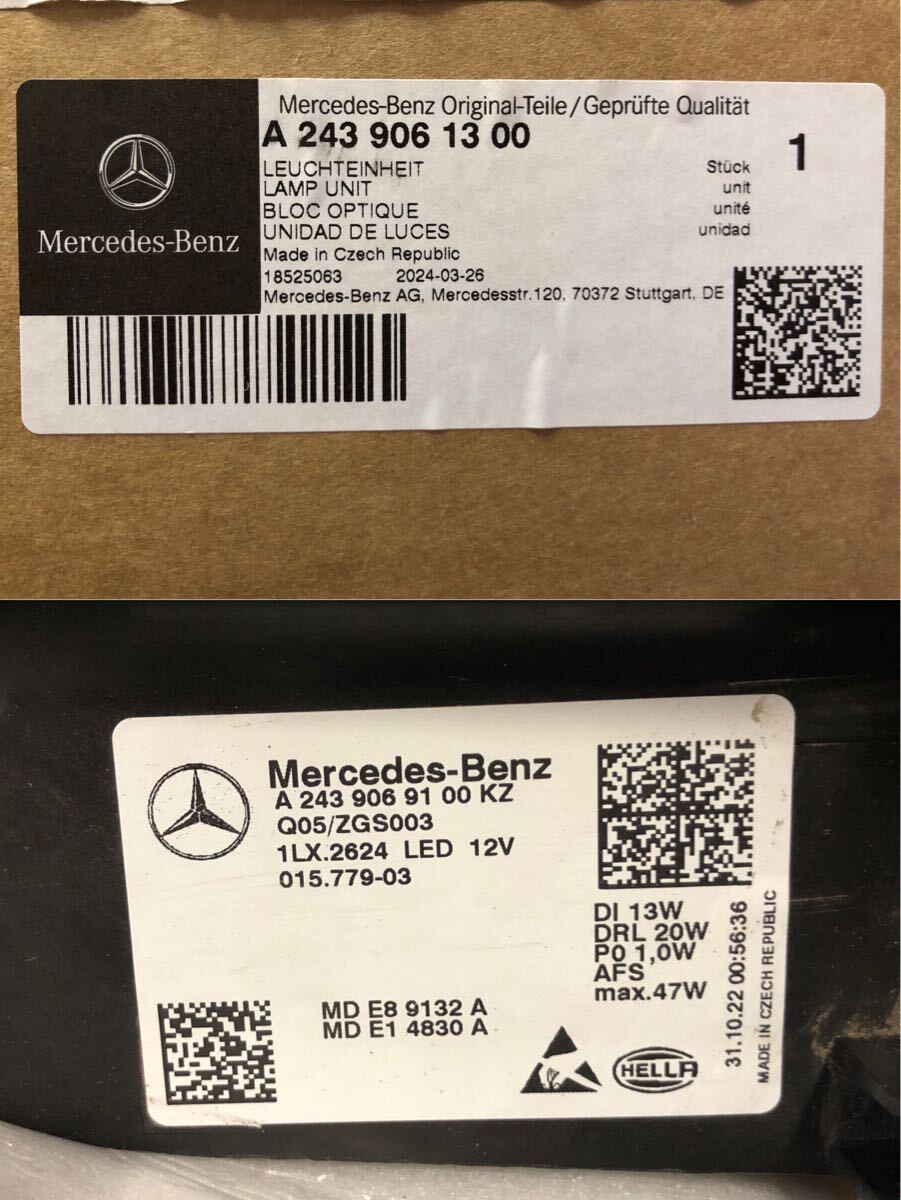 Mercedes-Benz Original-Teile/Geprüfte Qualität
A 243 906 13 00
1
LEUCHTEINHEIT
Stück
LAMP UNIT
unit
BLOC OPTIQUE
unité
UNIDAD DE LUCES
unidad
Made in Czech Republic
18525063 2024-03-26
Mercedes-Benz AG, Mercedesstr.120, 70372 Stuttgart, DE
Mercedes-Benz
Mercedes-Benz
A 243 906 91 00 KZ
Q05/ZGS003
1LX.2624 LED 12V
015.779-03
DI 13W
DRL 20W
P0 1,0W
AFS
max.47W
MD E8 9132 A
MD E1 4830 A
HELLA
31.10.22 00:56:36
MADE IN CZECH REPUBLIC